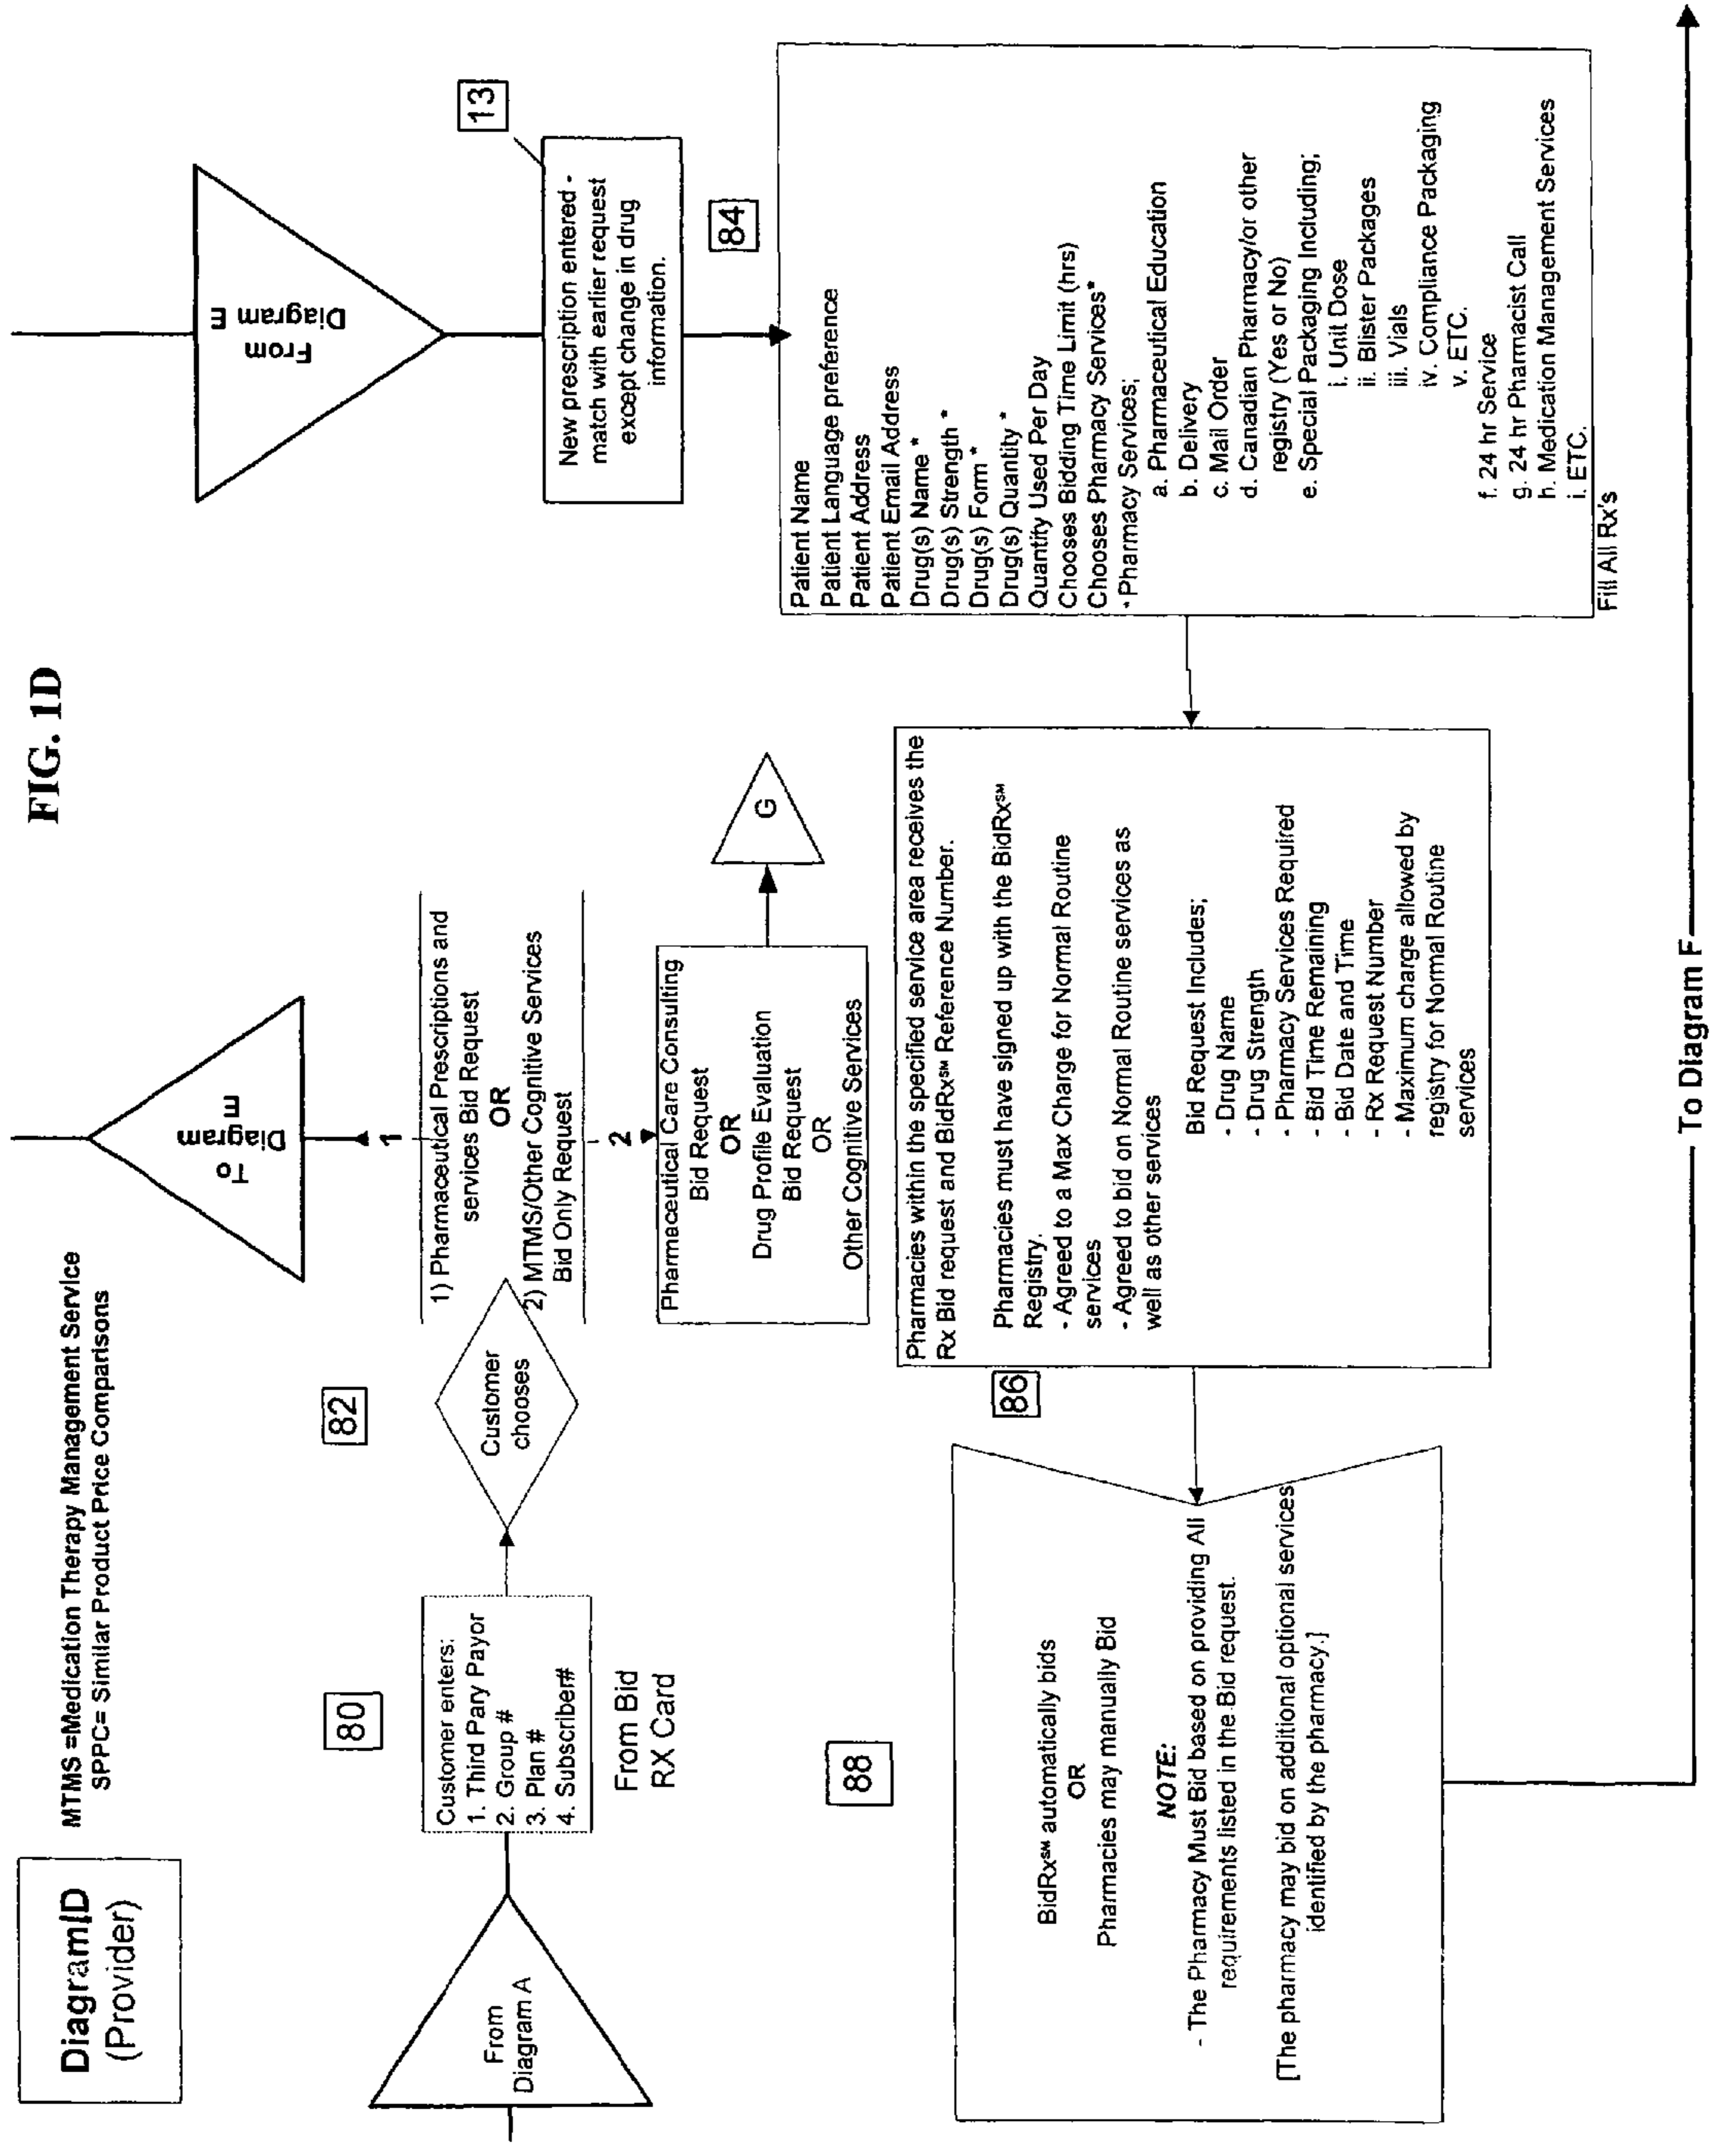 FIG. 1D
Diagram D
(Provider)
MTMS =Medication Therapy Management Service
SPPC= Similar Product Price Comparisons
From
Diagram A
80
Customer enters:
1. Third Pary Payor
2. Group #
3. Plan #
4. Subscriber#
From Bid
RX Card
82
Customer
chooses
To
Diagram
E
1
1) Pharmaceutical Prescriptions and
services Bid Request
OR
2) MTMS/Other Cognitive Services
Bid Only Request
2
Pharmaceutical Care Consulting
Bid Request
OR
Drug Profile Evaluation
Bid Request
OR
Other Cognitive Services
G
From
Diagram E
13
New prescription entered -
match with earlier request
except change in drug
information.
84
Patient Name
Patient Language preference
Patient Address
Patient Email Address
Drug(s) Name *
Drug(s) Strength *
Drug(s) Form *
Drug(s) Quantity *
Quantity Used Per Day
Chooses Bidding Time Limit (hrs)
Chooses Pharmacy Services*
- Pharmacy Services;
a. Pharmaceutical Education
b. Delivery
c. Mail Order
d. Canadian Pharmacy/or other
registry (Yes or No)
e. Special Packaging Including;
i. Unit Dose
ii. Blister Packages
iii. Vials
iv. Compliance Packaging
v. ETC.
f. 24 hr Service
g. 24 hr Pharmacist Call
h. Medication Management Services
i. ETC.
Fill All Rx's
Pharmacies within the specified service area receives the
Rx Bid request and BidRx℠ Reference Number.
Pharmacies must have signed up with the BidRx℠
Registry.
- Agreed to a Max Charge for Normal Routine
services
- Agreed to bid on Normal Routine services as
well as other services
Bid Request Includes;
- Drug Name
- Drug Strength
- Pharmacy Services Required
- Bid Time Remaining
- Bid Date and Time
- Rx Request Number
- Maximum charge allowed by
registry for Normal Routine
services
86
88
BidRx℠ automatically bids
OR
Pharmacies may manually Bid
NOTE:
- The Pharmacy Must Bid based on providing All
requirements listed in the Bid request.
[The pharmacy may bid on additional optional services
identified by the pharmacy.]
To Diagram F